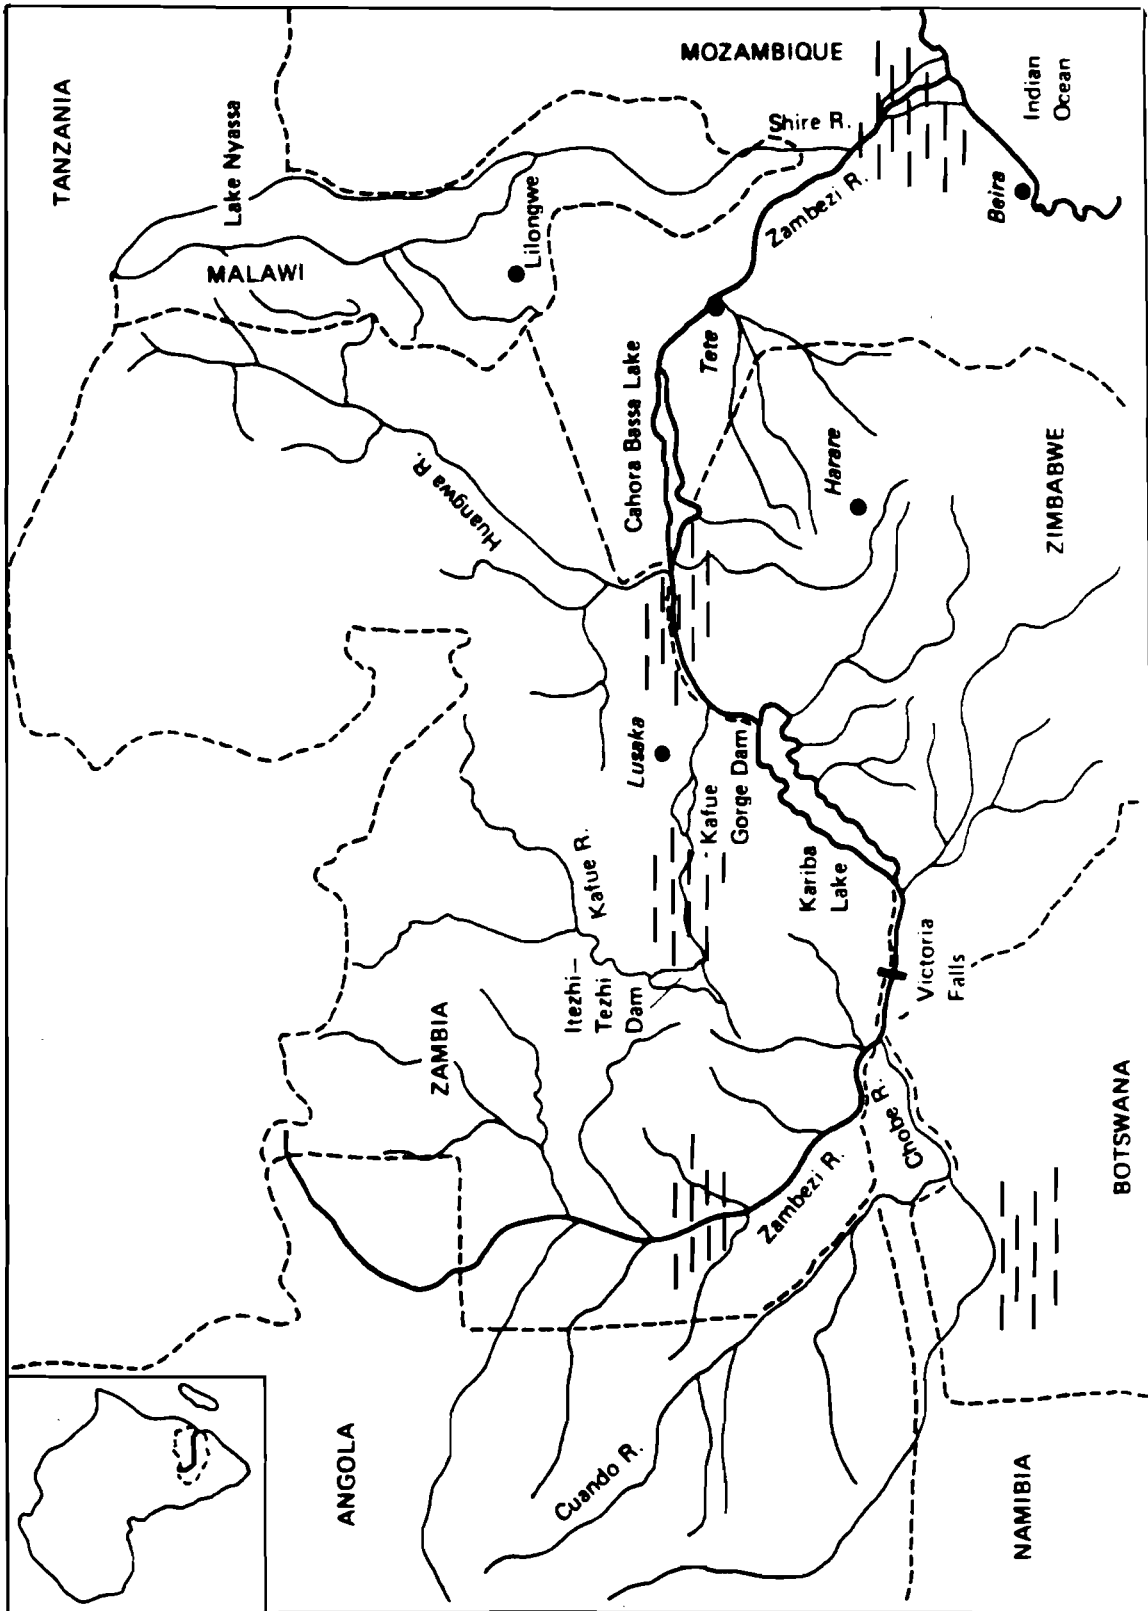 TANZANIA
Lake Nyassa
MALAWI
Lilongwe
MOZAMBIQUE
Shire R.
Zambezi R.
Indian
Ocean
Beira
Tete
Cahora Bassa Lake
Huangwa R.
Harare
ZIMBABWE
Lusaka
Kafue
Gorge Dam
Kariba
Lake
Kafue R.
Itezhi–
Tezhi
Dam
ZAMBIA
Victoria
Falls
Chobe R.
Zambezi R.
BOTSWANA
ANGOLA
Cuando R.
NAMIBIA